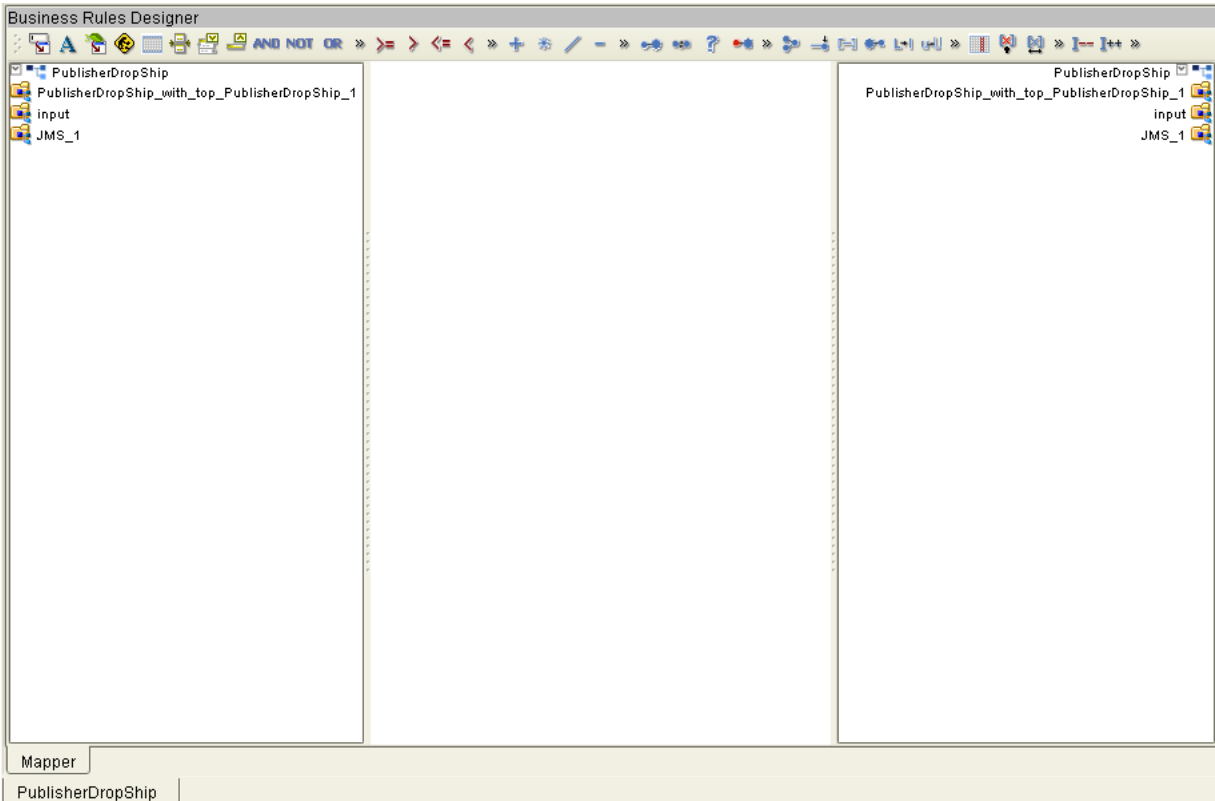 Business Rules Designer
A AND NOT OR » >= > <= < » + * / - » ? » » » I-- I++ »
PublisherDropShip
PublisherDropShip_with_top_PublisherDropShip_1
input
JMS_1
PublisherDropShip
PublisherDropShip_with_top_PublisherDropShip_1
input
JMS_1
Mapper
PublisherDropShip